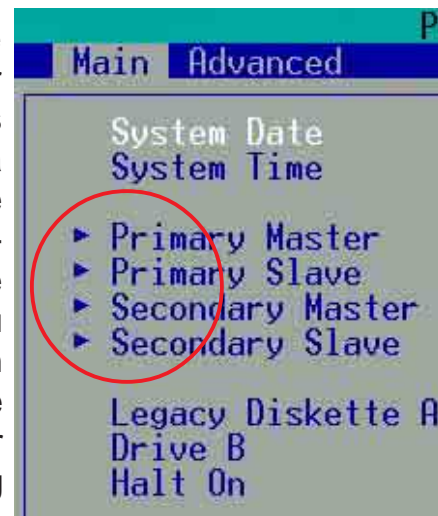 Main Advanced
System Date
System Time
Primary Master
Primary Slave
Secondary Master
Secondary Slave
Legacy Diskette A
Drive B
Halt On